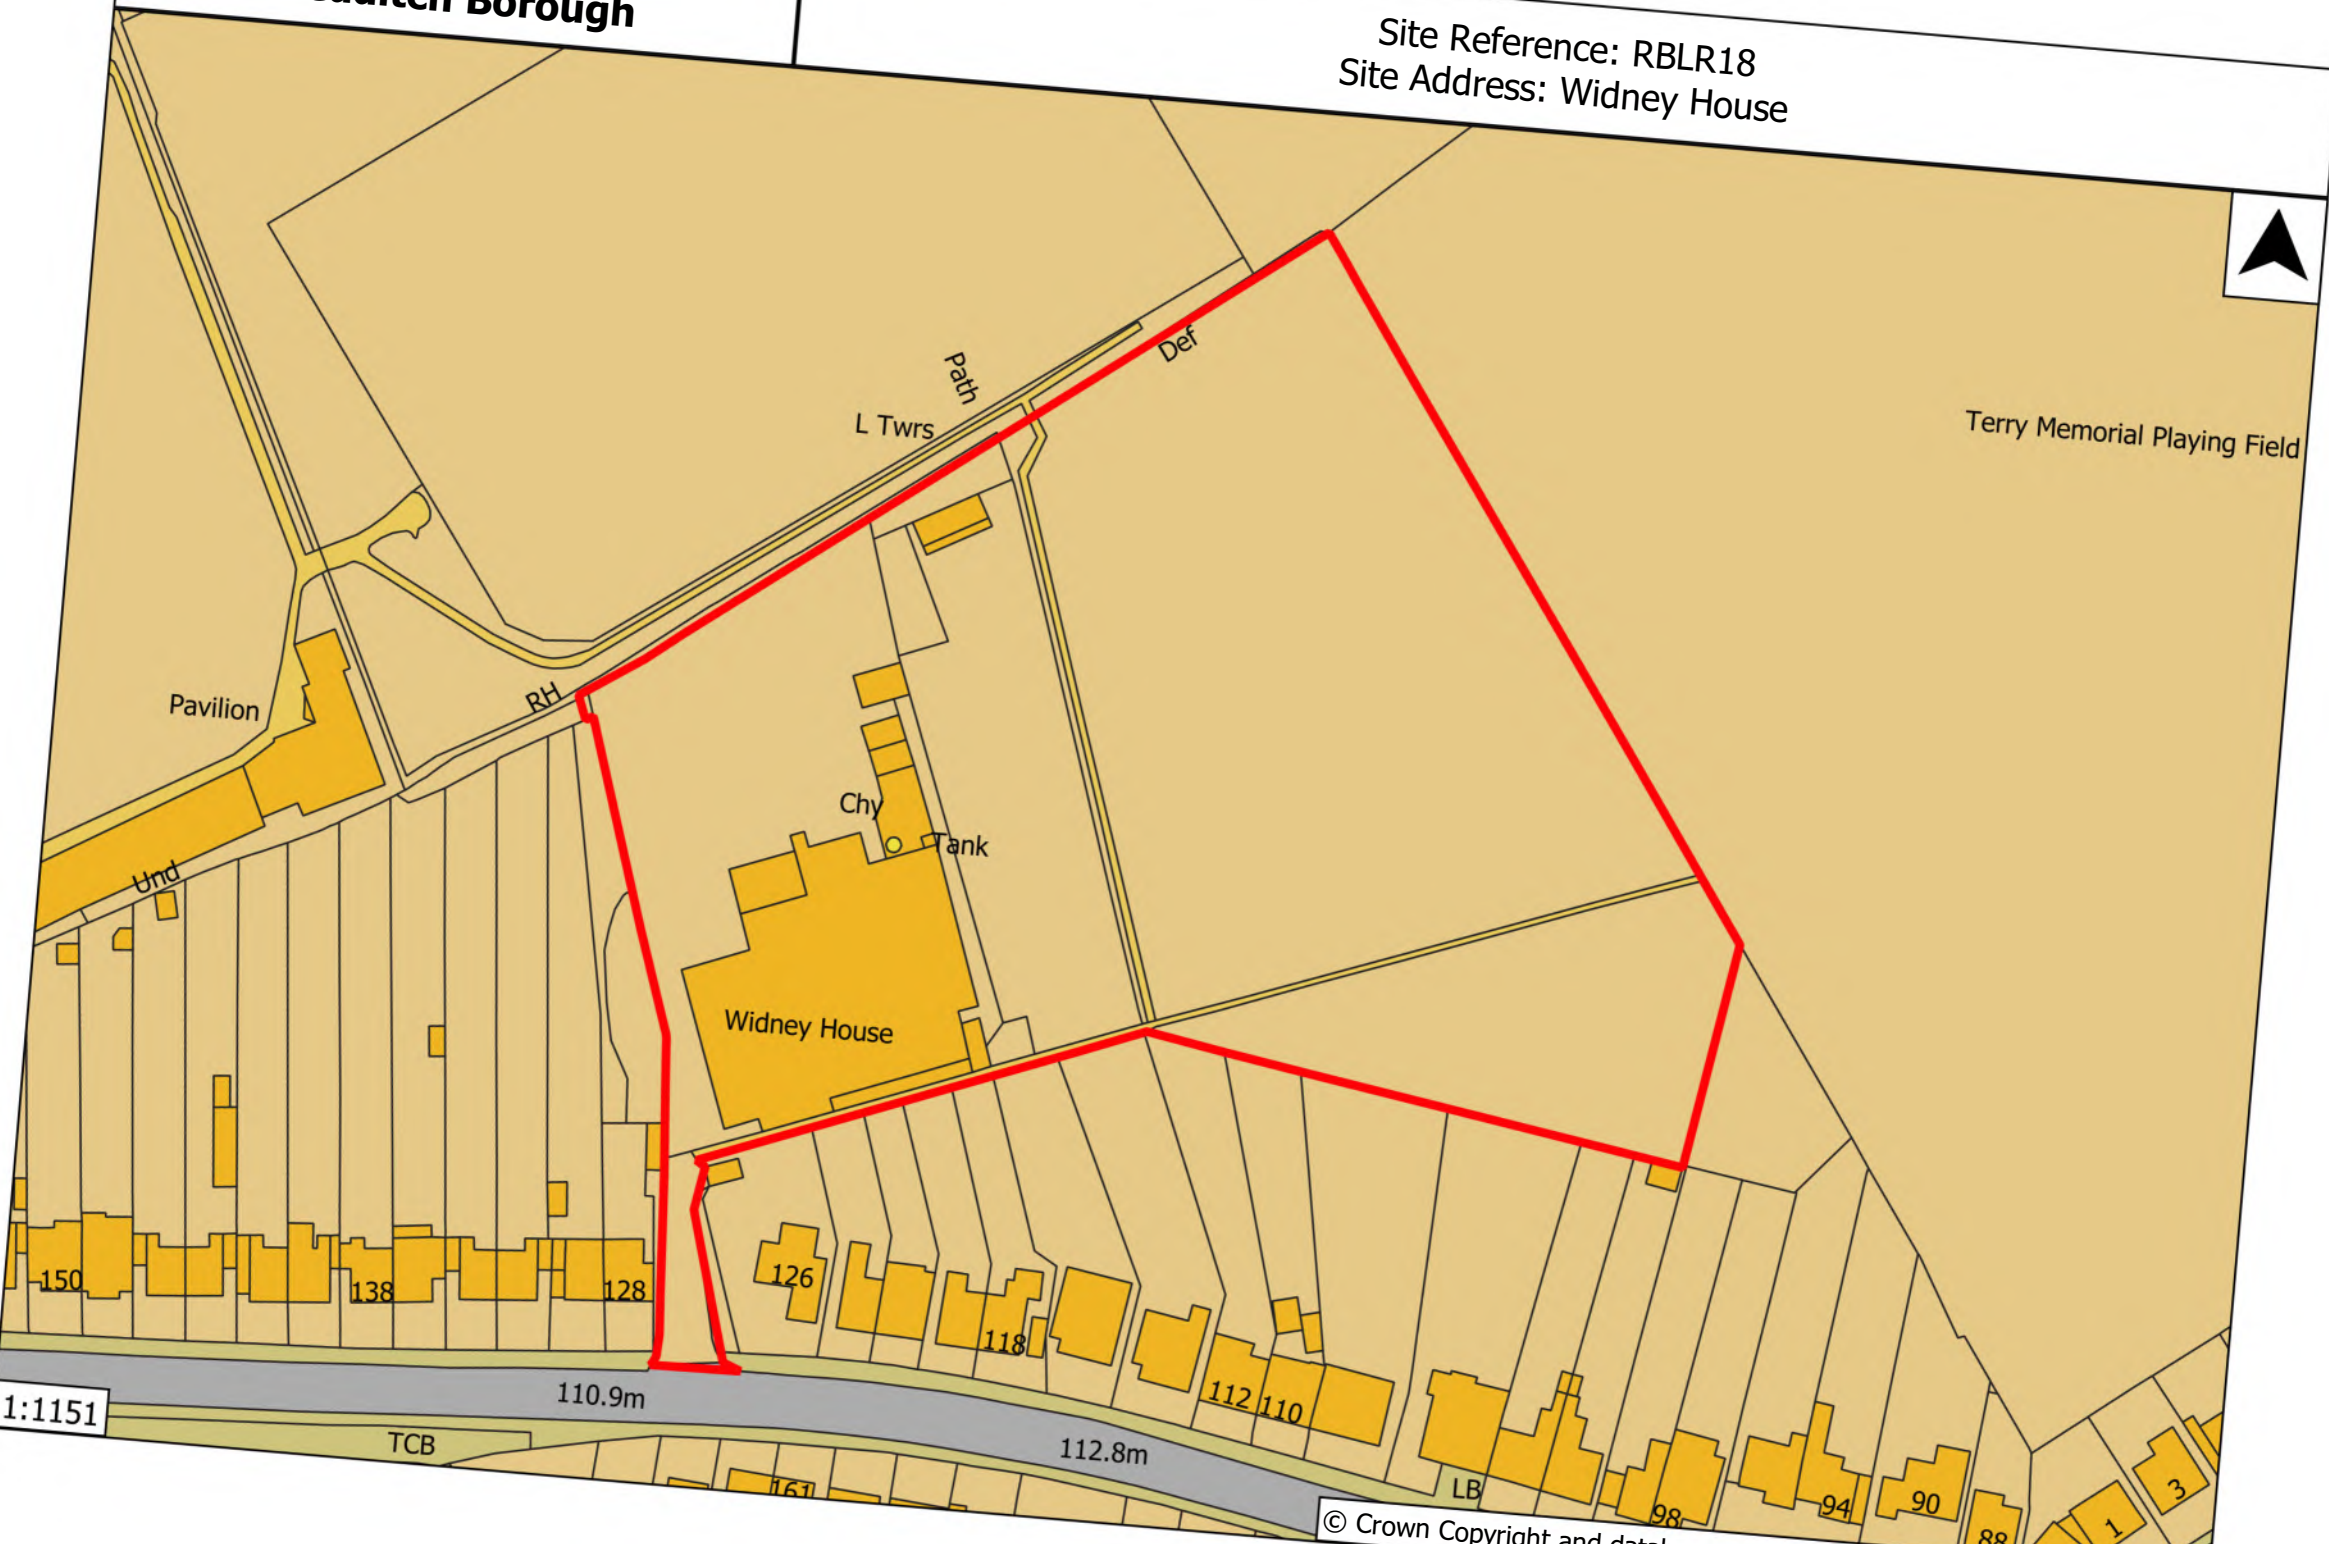 Borough
Site Reference: RBLR18
Site Address: Widney House
Def
Path
L Twrs
Terry Memorial Playing Field
RH
Pavilion
Chy
Tank
Und
Widney House
150
138
128
126
118
112
110
98
94
90
88
1
3
110.9m
112.8m
1:1151
TCB
LB
161
© Crown Copyright and